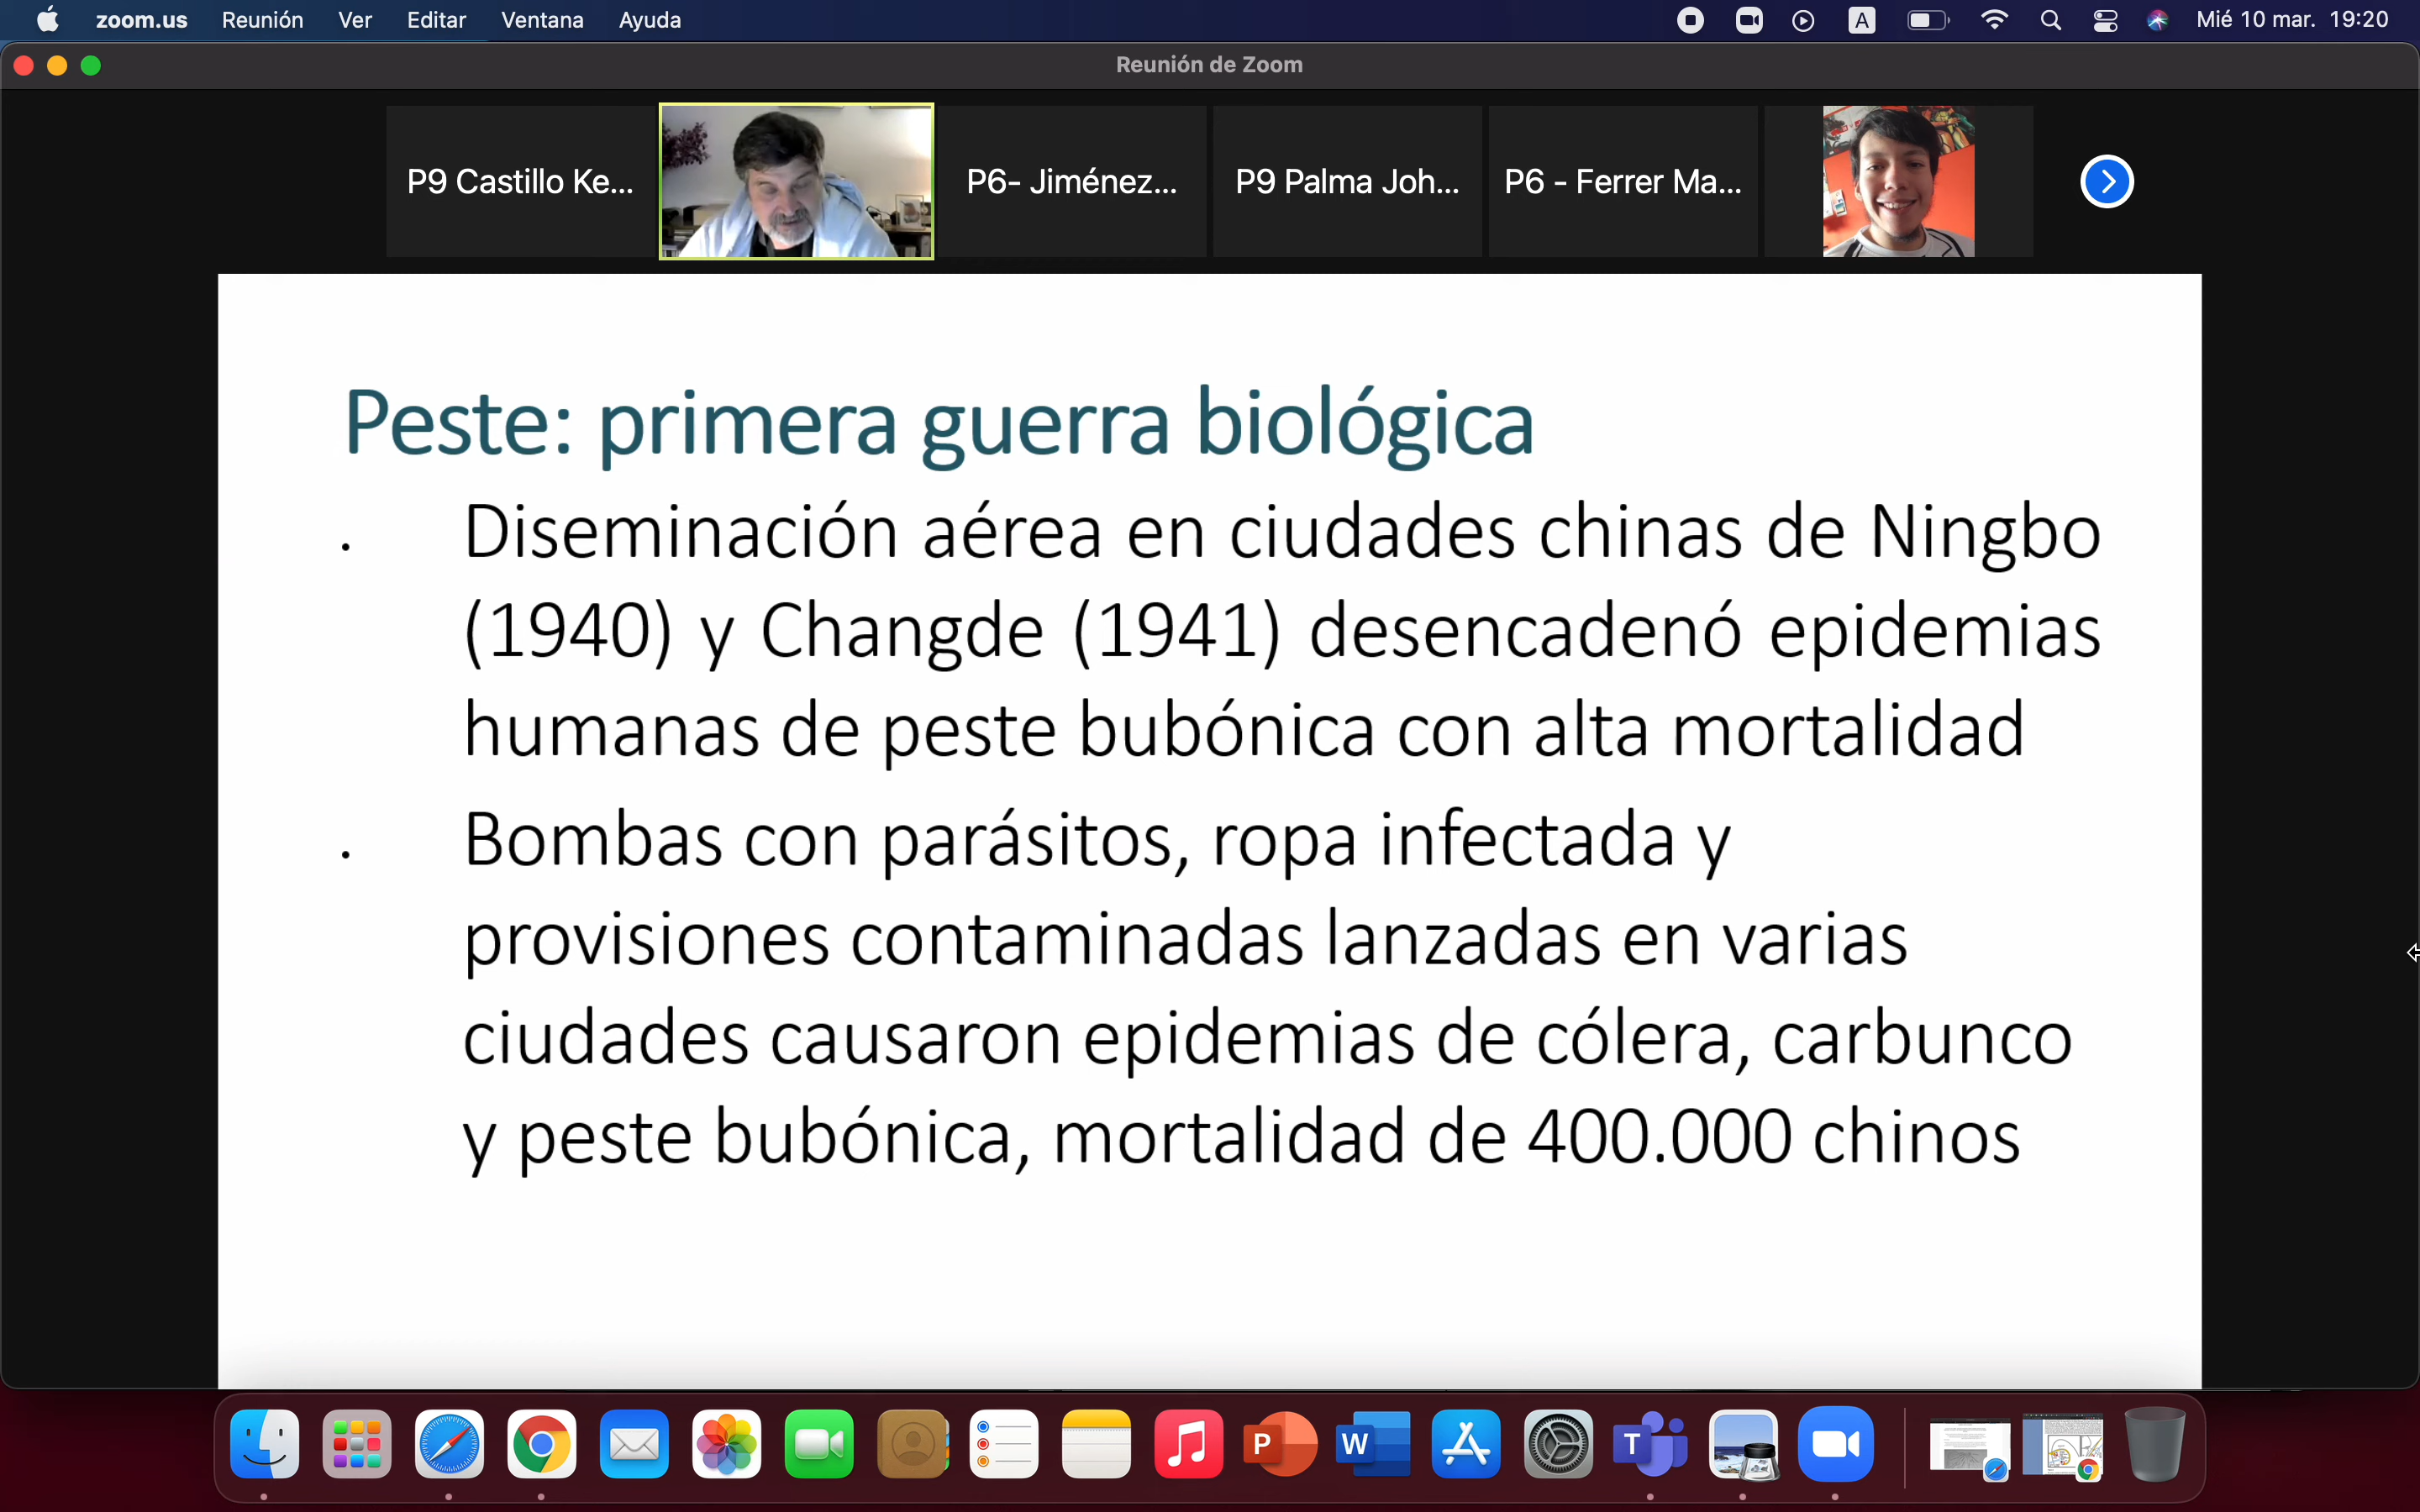 zoom.us Reunión Ver Editar Ventana Ayuda A Mié 10 mar. 19:20
Reunión de Zoom
P9 Castillo Ke... P6- Jiménez... P9 Palma Joh... P6 - Ferrer Ma...
Peste: primera guerra biológica
. Diseminación aérea en ciudades chinas de Ningbo
(1940) y Changde (1941) desencadenó epidemias
humanas de peste bubónica con alta mortalidad
. Bombas con parásitos, ropa infectada y
provisiones contaminadas lanzadas en varias
ciudades causaron epidemias de cólera, carbunco
y peste bubónica, mortalidad de 400.000 chinos
P W T